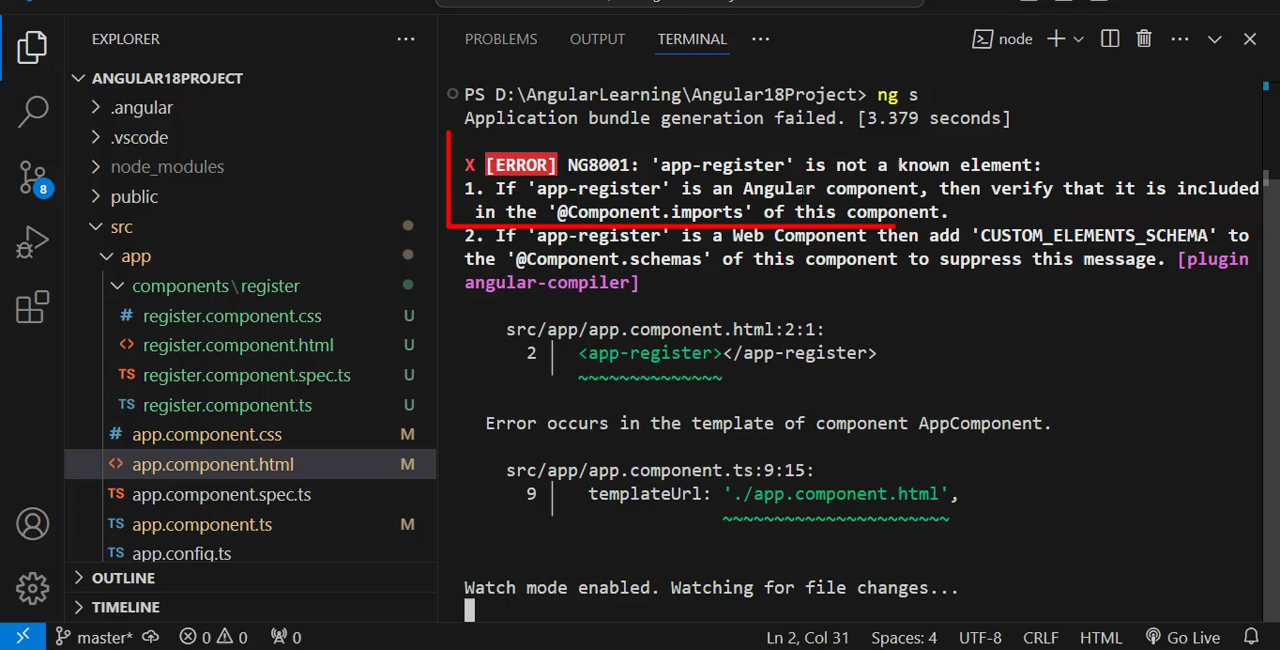 EXPLORER
ANGULAR18PROJECT
.angular
.vscode
node_modules
public
src
app
components\register
register.component.css U
register.component.html U
register.component.spec.ts U
register.component.ts U
app.component.css M
app.component.html M
app.component.spec.ts
app.component.ts M
app.config.ts
OUTLINE
TIMELINE
8
PROBLEMS OUTPUT TERMINAL
node
PS D:\AngularLearning\Angular18Project> ng s
Application bundle generation failed. [3.379 seconds]
X [ERROR] NG8001: 'app-register' is not a known element:
1. If 'app-register' is an Angular component, then verify that it is included
in the '@Component.imports' of this component.
2. If 'app-register' is a Web Component then add 'CUSTOM_ELEMENTS_SCHEMA' to
the '@Component.schemas' of this component to suppress this message. [plugin
angular-compiler]
src/app/app.component.html:2:1:
2 │ <app-register></app-register>
~~~~~~~~~~~~~~
Error occurs in the template of component AppComponent.
src/app/app.component.ts:9:15:
9 │ templateUrl: './app.component.html',
~~~~~~~~~~~~~~~~~~~~~~
Watch mode enabled. Watching for file changes...
master* 0 0 0 Ln 2, Col 31 Spaces: 4 UTF-8 CRLF HTML Go Live